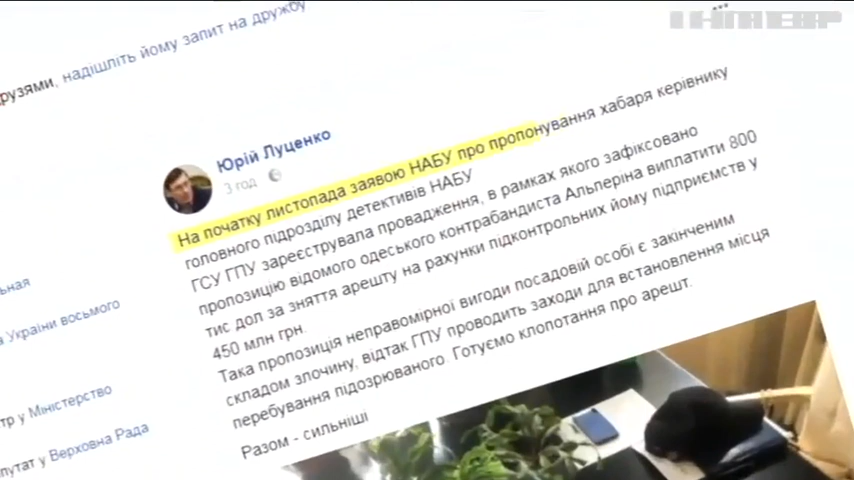 рузями, надішліть йому запит на дружбу
Юрій Луценко
3 год
На початку листопада заявою НАБУ про пропонування хабаря керівнику
головного підрозділу детективів НАБУ
ГСУ ГПУ зареєструвала провадження, в рамках якого зафіксовано
пропозицію відомого одеського контрабандиста Альперіна виплатити 800
тис дол за зняття арешту на рахунки підконтрольних йому підприємств у
450 млн грн.
Така пропозиція неправомірної вигоди посадовій особі є закінченим
складом злочину, відтак ГПУ проводить заходи для встановлення місця
перебування підозрюваного. Готуємо клопотання про арешт.
Разом - сильніші
ьная
а України восьмого
тр у Міністерство
путат у Верховна Рада